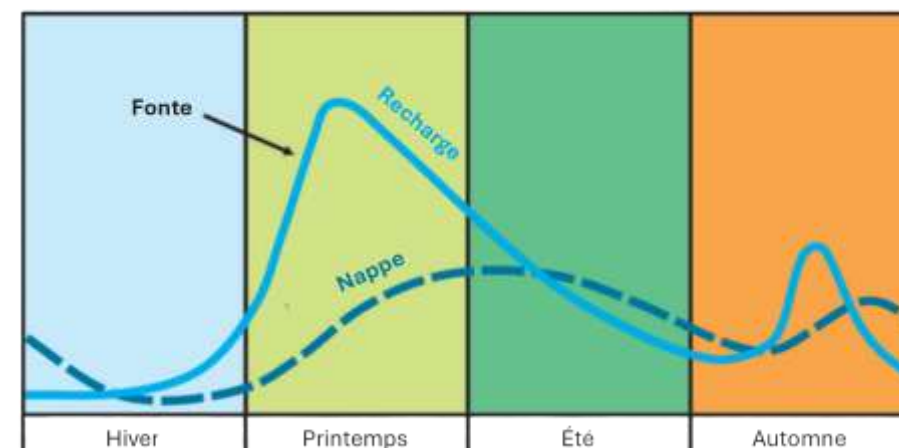 Fonte
Recharge
Nappe
Hiver
Printemps
Été
Automne